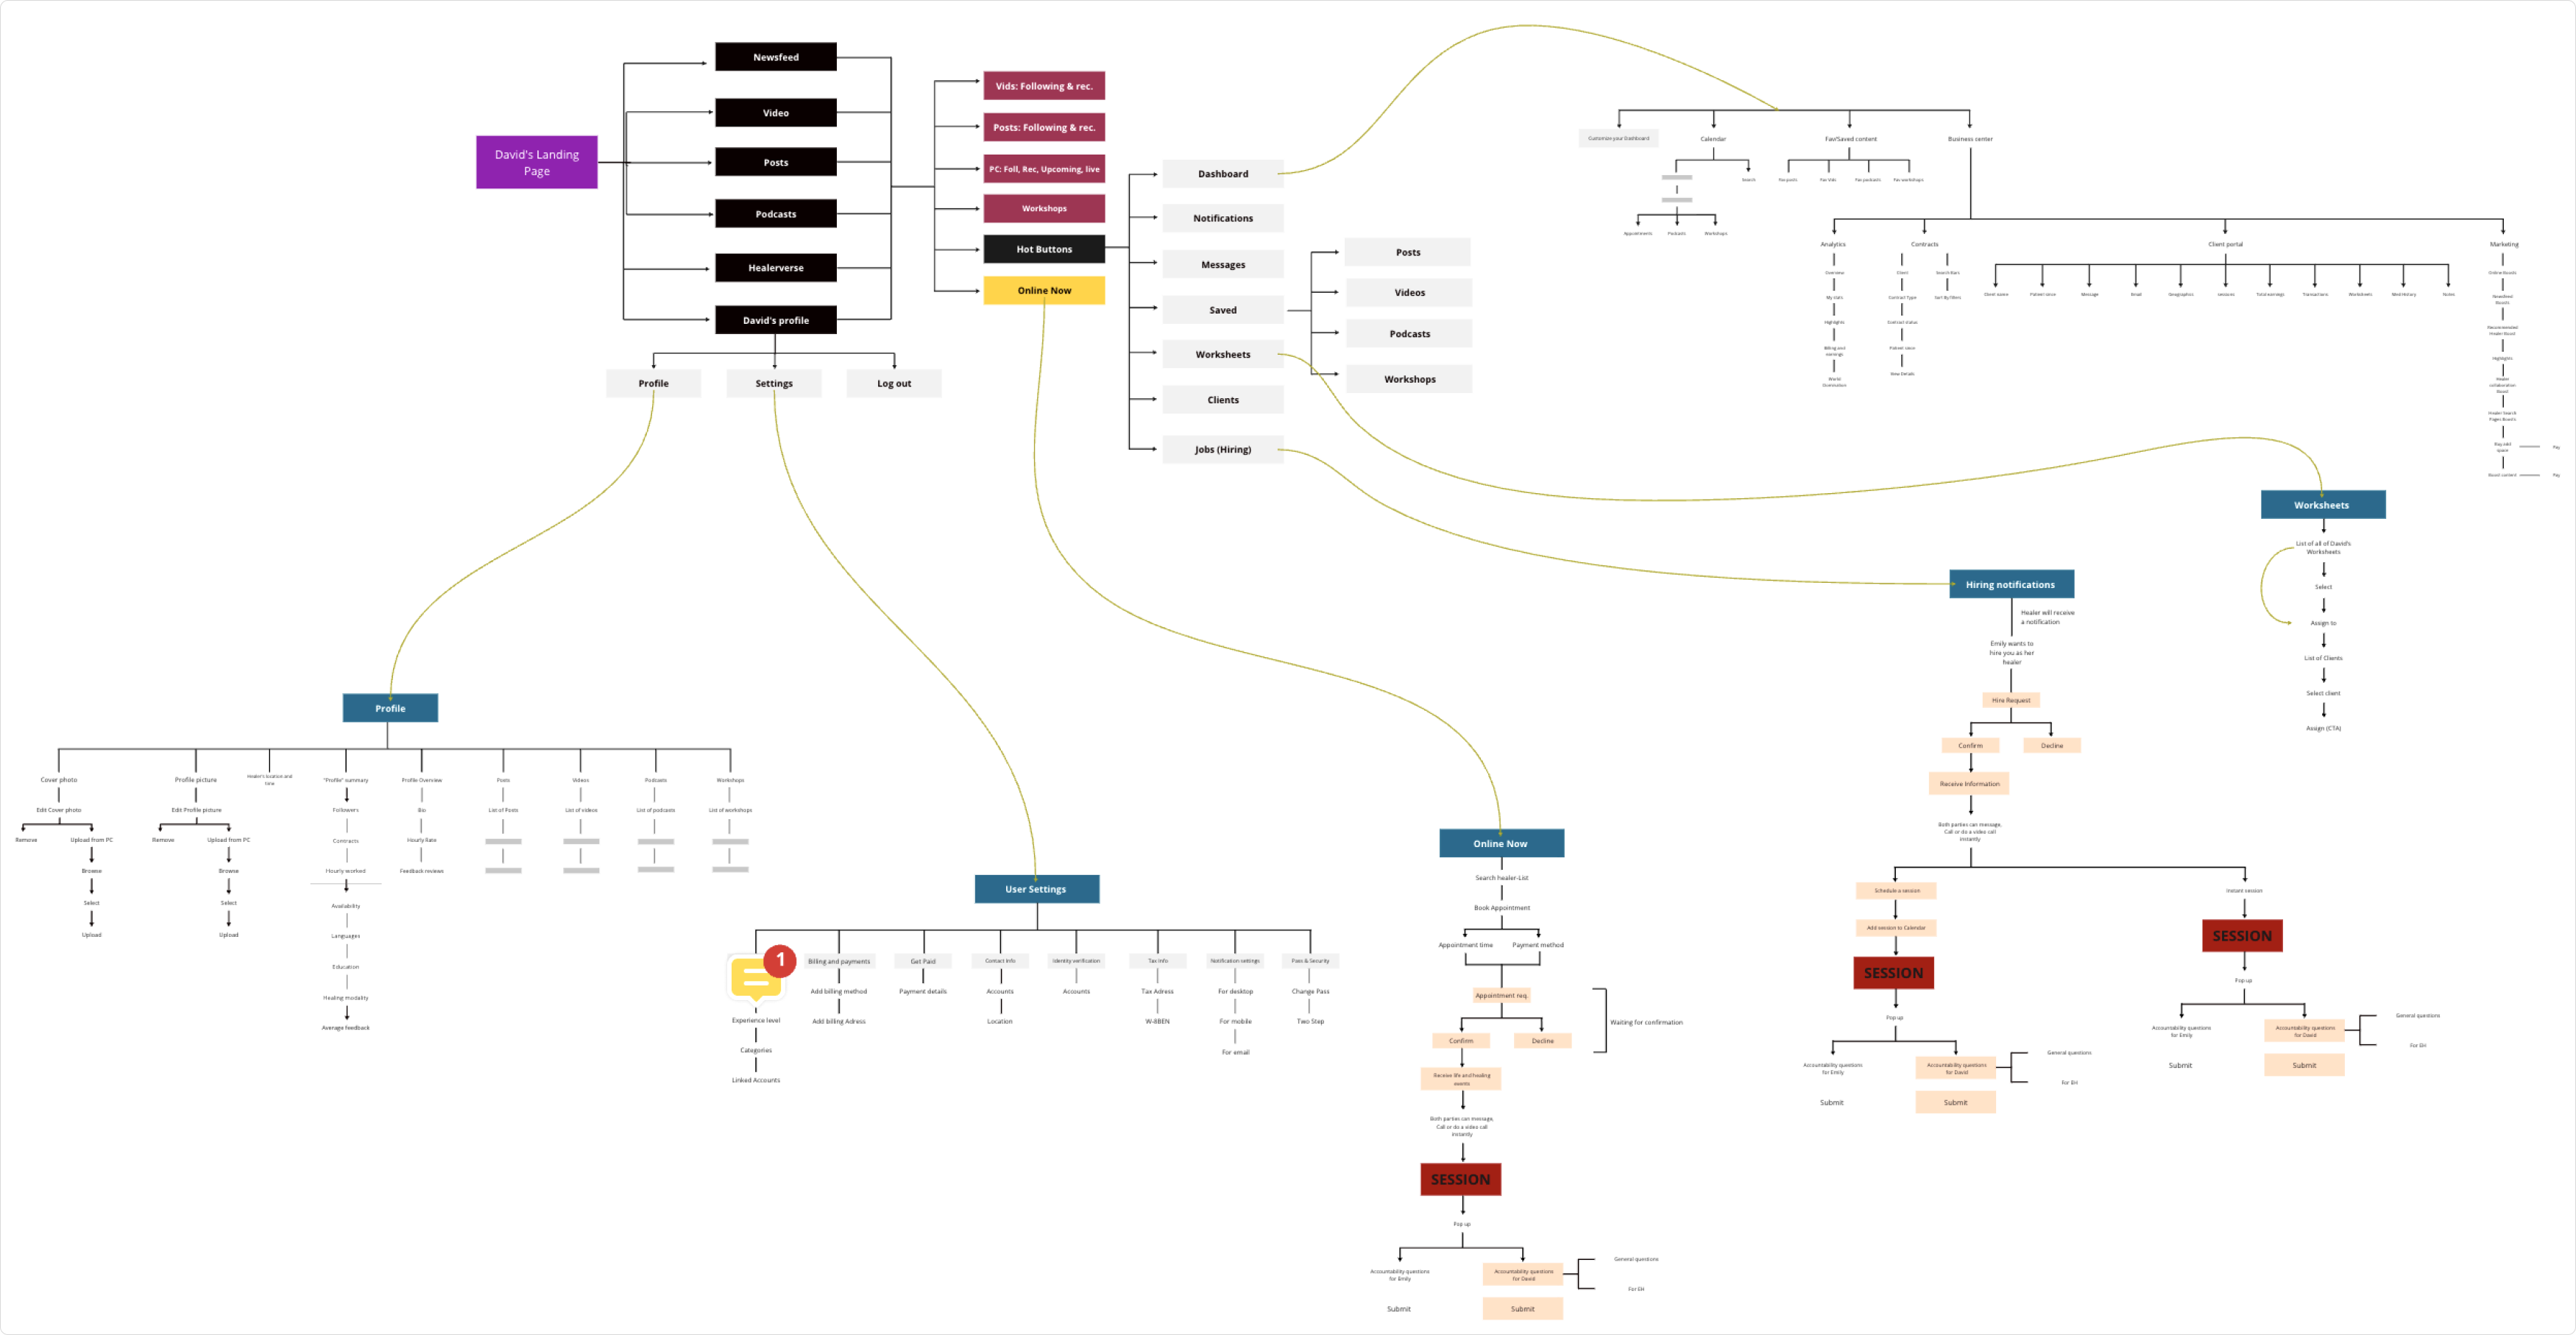 David's Landing
Page
Newsfeed
Video
Posts
Podcasts
Healerverse
David's profile
Profile
Settings
Log out
Vids: Following & rec.
Posts: Following & rec.
PC: Foll, Rec, Upcoming, live
Workshops
Hot Buttons
Online Now
Dashboard
Notifications
Messages
Saved
Worksheets
Clients
Jobs (Hiring)
Posts
Videos
Podcasts
Workshops
Customize your Dashboard
Calendar
Search
Appointments
Podcasts
Workshops
Fav/Saved content
Fav posts
Fav Vids
Fav podcasts
Fav workshops
Business center
Analytics
Overview
My stats
Highlights
Billing and
earnings
World
Domination
Contracts
Client
Contract Type
Contract status
Patient since
View Details
Search Bars
Sort By filters
Client portal
Client name
Patient since
Message
Email
Geographics
sessions
Total earnings
Transactions
Worksheets
Med History
Notes
Marketing
Online Boosts
Newsfeed
Boosts
Recommended
Healer Boost
Highlights
Healer
collaboration
Boost
Healer Search
Pages Boosts
Buy add
space
Pay
Boost content
Pay
Worksheets
List of all of David's
Worksheets
Select
Assign to
List of Clients
Select client
Assign (CTA)
Hiring notifications
Healer will receive
a notification
Emily wants to
hire you as her
healer
Hire Request
Confirm
Decline
Receive Information
Both parties can message,
Call or do a video call
instantly
Schedule a session
Add session to Calendar
SESSION
Pop up
Accountability questions
for Emily
Submit
Accountability questions
for David
Submit
General questions
For EH
Instant session
SESSION
Pop up
Accountability questions
for Emily
Submit
Accountability questions
for David
Submit
General questions
For EH
Profile
Cover photo
Edit Cover photo
Remove
Upload from PC
Browse
Select
Upload
Profile picture
Edit Profile picture
Remove
Upload from PC
Browse
Select
Upload
Healer's location and
time
"Profile" summary
Followers
Contracts
Hourly worked
Availability
Languages
Education
Healing modality
Average feedback
Profile Overview
Bio
Hourly Rate
Feedback reviews
Posts
List of Posts
Videos
List of videos
Podcasts
List of podcasts
Workshops
List of workshops
User Settings
1
Experience level
Categories
Linked Accounts
Billing and payments
Add billing method
Add billing Adress
Get Paid
Payment details
Contact Info
Accounts
Location
Identity verification
Accounts
Tax Info
Tax Adress
W-8BEN
Notification settings
For desktop
For mobile
For email
Pass & Security
Change Pass
Two Step
Online Now
Search healer-List
Book Appointment
Appointment time
Payment method
Appointment req.
Confirm
Decline
Waiting for confirmation
Receive life and healing
events
Both parties can message,
Call or do a video call
instantly
SESSION
Pop up
Accountability questions
for Emily
Submit
Accountability questions
for David
Submit
General questions
For EH